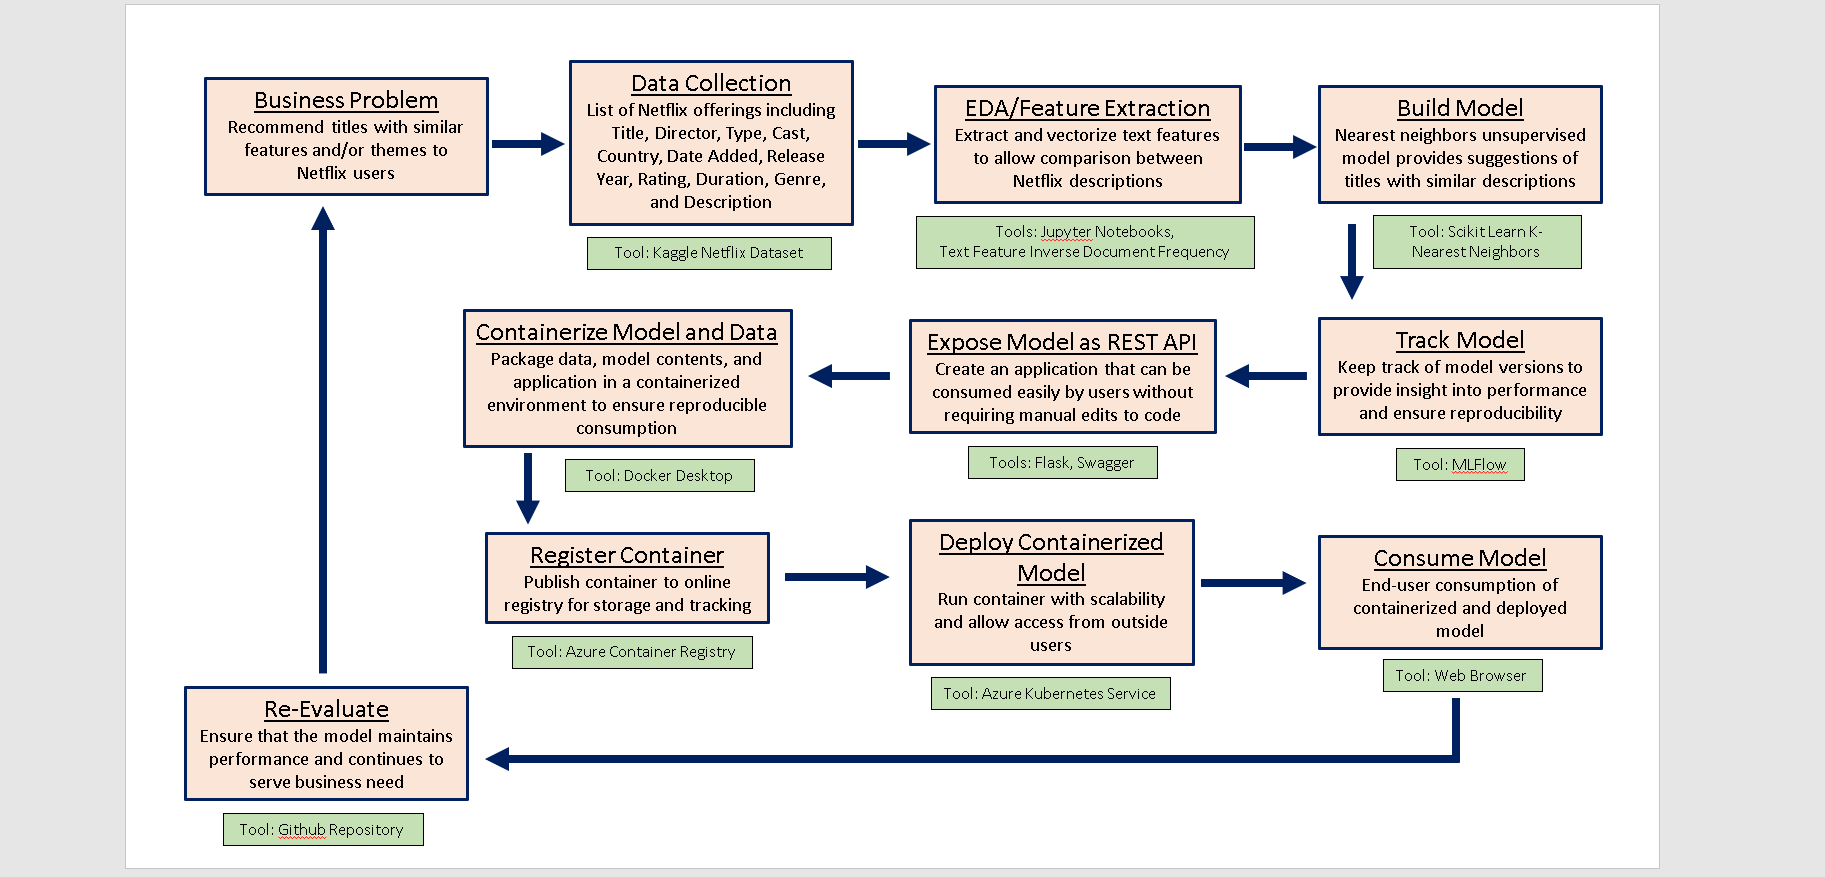 Business Problem
Recommend titles with similar
features and/or themes to
Netflix users
Data Collection
List of Netflix offerings including
Title, Director, Type, Cast,
Country, Date Added, Release
Year, Rating, Duration, Genre,
and Description
Tool: Kaggle Netflix Dataset
EDA/Feature Extraction
Extract and vectorize text features
to allow comparison between
Netflix descriptions
Tools: Jupyter Notebooks,
Text Feature Inverse Document Frequency
Build Model
Nearest neighbors unsupervised
model provides suggestions of
titles with similar descriptions
Tool: Scikit Learn K-
Nearest Neighbors
Track Model
Keep track of model versions to
provide insight into performance
and ensure reproducibility
Tool: MLFlow
Expose Model as REST API
Create an application that can be
consumed easily by users without
requiring manual edits to code
Tools: Flask, Swagger
Containerize Model and Data
Package data, model contents, and
application in a containerized
environment to ensure reproducible
consumption
Tool: Docker Desktop
Register Container
Publish container to online
registry for storage and tracking
Tool: Azure Container Registry
Deploy Containerized
Model
Run container with scalability
and allow access from outside
users
Tool: Azure Kubernetes Service
Consume Model
End-user consumption of
containerized and deployed
model
Tool: Web Browser
Re-Evaluate
Ensure that the model maintains
performance and continues to
serve business need
Tool: Github Repository